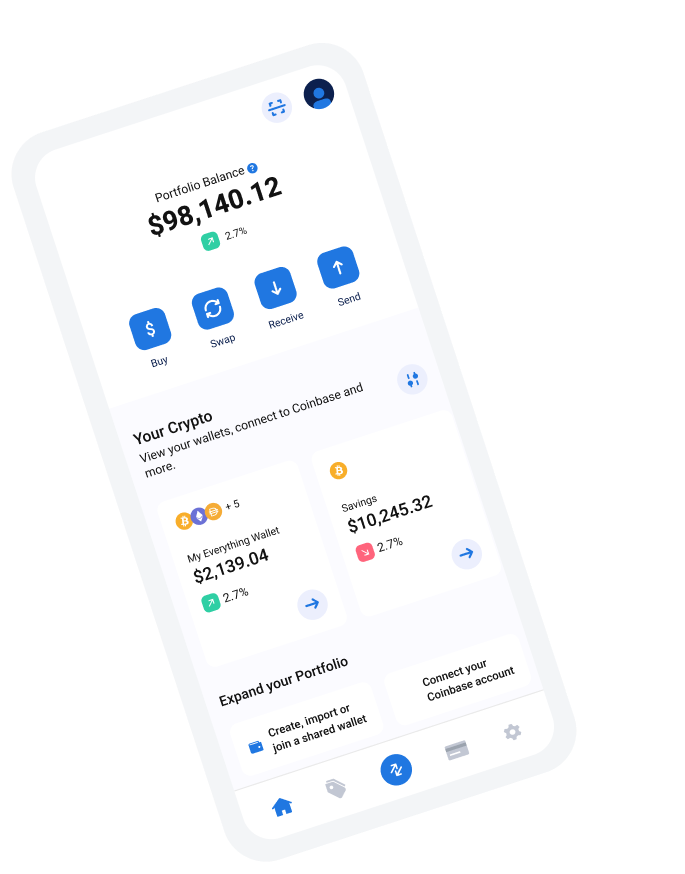 Portfolio Balance ?
$98,140.12
2.7%
$
Buy
Swap
Receive
Send
Your Crypto
View your wallets, connect to Coinbase and
more.
+ 5
My Everything Wallet
$2,139.04
2.7%
Savings
$10,245.32
2.7%
Expand your Portfolio
Create, import or
join a shared wallet
Connect your
Coinbase account